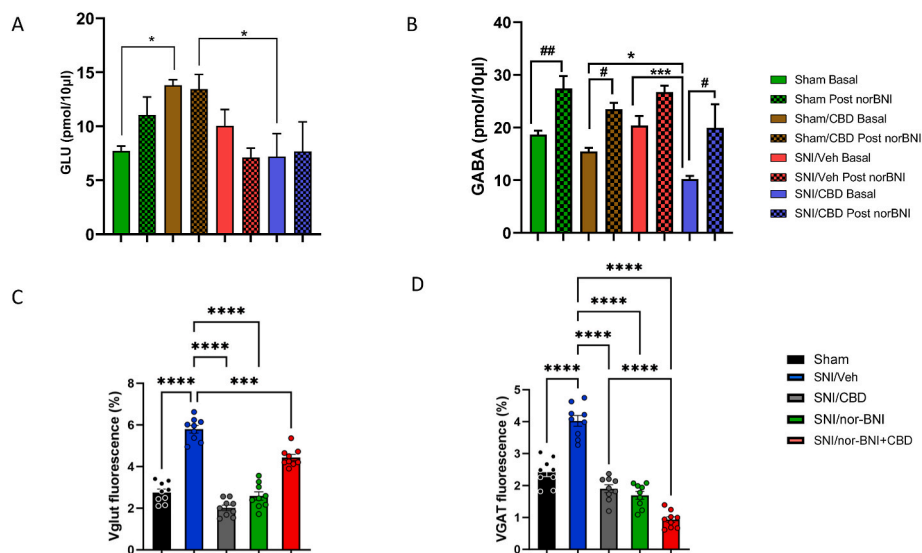 A
B
20
15
10
5
0
GLU (pmol/10µl)
*
*
40
30
20
10
0
GABA (pmol/10µl)
##
#
*
***
#
Sham Basal
Sham Post norBNI
Sham/CBD Basal
Sham/CBD Post norBNI
SNI/Veh Basal
SNI/Veh Post norBNI
SNI/CBD Basal
SNI/CBD Post norBNI
C
8
6
4
2
0
Vglut fluorescence (%)
****
****
****
***
D
5
4
3
2
1
0
VGAT fluorescence (%)
****
****
****
****
****
Sham
SNI/Veh
SNI/CBD
SNI/nor-BNI
SNI/nor-BNI+CBD